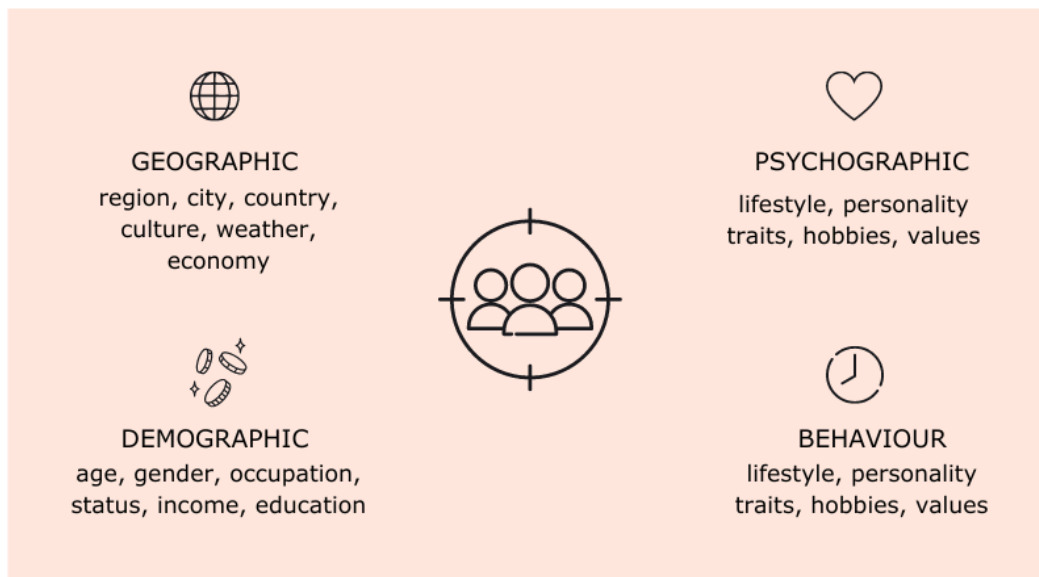 GEOGRAPHIC
region, city, country,
culture, weather,
economy
PSYCHOGRAPHIC
lifestyle, personality
traits, hobbies, values
DEMOGRAPHIC
age, gender, occupation,
status, income, education
BEHAVIOUR
lifestyle, personality
traits, hobbies, values